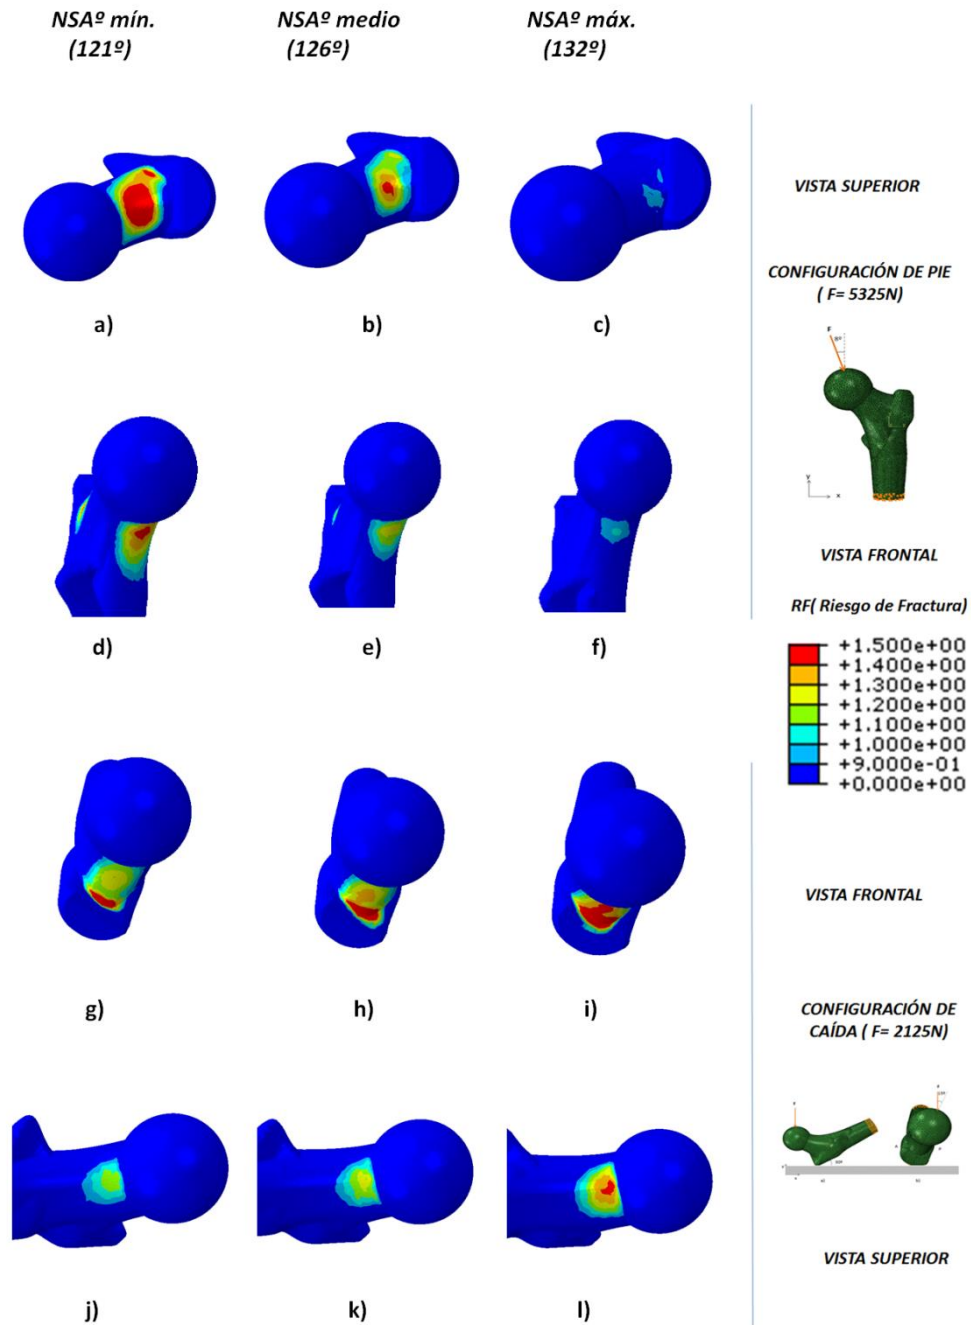 NSAº mín.
(121º)
NSAº medio
(126º)
NSAº máx.
(132º)
VISTA SUPERIOR
CONFIGURACIÓN DE PIE
( F= 5325N)
a)
b)
c)
F
8º
Y
X
VISTA FRONTAL
RF( Riesgo de Fractura)
d)
e)
f)
+1.500e+00
+1.400e+00
+1.300e+00
+1.200e+00
+1.100e+00
+1.000e+00
+9.000e-01
+0.000e+00
VISTA FRONTAL
g)
h)
i)
CONFIGURACIÓN DE
CAÍDA ( F= 2125N)
VISTA SUPERIOR
j)
k)
l)